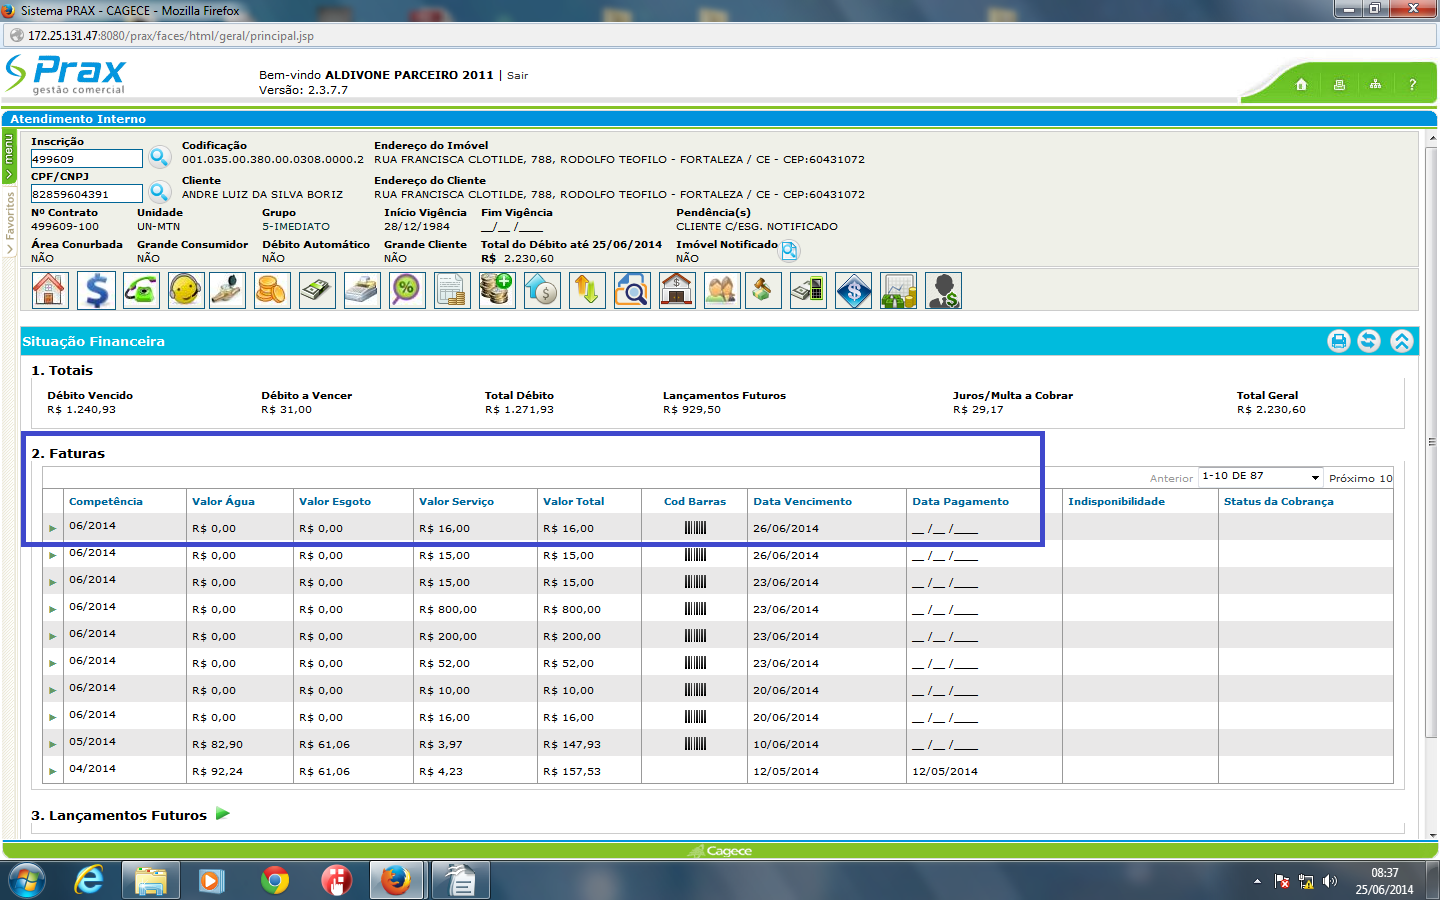 Sistema PRAX - CAGECE - Mozilla Firefox
172.25.131.47:8080/prax/faces/html/geral/principal.jsp
Prax
gestão comercial
Bem-vindo ALDIVONE PARCEIRO 2011 | Sair
Versão: 2.3.7.7
?
Atendimento Interno
menu
Favoritos
Inscrição Codificação Endereço do Imóvel
499609 001.035.00.380.00.0308.0000.2 RUA FRANCISCA CLOTILDE, 788, RODOLFO TEOFILO - FORTALEZA / CE - CEP:60431072
CPF/CNPJ Cliente Endereço do Cliente
82859604391 ANDRE LUIZ DA SILVA BORIZ RUA FRANCISCA CLOTILDE, 788, RODOLFO TEOFILO - FORTALEZA / CE - CEP:60431072
Nº Contrato Unidade Grupo Início Vigência Fim Vigência Pendência(s)
499609-100 UN-MTN 5-IMEDIATO 28/12/1984 __/__ /____ CLIENTE C/ESG. NOTIFICADO
Área Conurbada Grande Consumidor Débito Automático Grande Cliente Total do Débito até 25/06/2014 Imóvel Notificado
NÃO NÃO NÃO NÃO R$ 2.230,60 NÃO
Situação Financeira
1. Totais
Débito Vencido Débito a Vencer Total Débito Lançamentos Futuros Juros/Multa a Cobrar Total Geral
R$ 1.240,93 R$ 31,00 R$ 1.271,93 R$ 929,50 R$ 29,17 R$ 2.230,60
2. Faturas
Anterior 1-10 DE 87 Próximo 10
Competência Valor Água Valor Esgoto Valor Serviço Valor Total Cod Barras Data Vencimento Data Pagamento Indisponibilidade Status da Cobrança
06/2014 R$ 0,00 R$ 0,00 R$ 16,00 R$ 16,00 26/06/2014 __ /__ /____
06/2014 R$ 0,00 R$ 0,00 R$ 15,00 R$ 15,00 26/06/2014 __ /__ /____
06/2014 R$ 0,00 R$ 0,00 R$ 15,00 R$ 15,00 23/06/2014 __ /__ /____
06/2014 R$ 0,00 R$ 0,00 R$ 800,00 R$ 800,00 23/06/2014 __ /__ /____
06/2014 R$ 0,00 R$ 0,00 R$ 200,00 R$ 200,00 23/06/2014 __ /__ /____
06/2014 R$ 0,00 R$ 0,00 R$ 52,00 R$ 52,00 23/06/2014 __ /__ /____
06/2014 R$ 0,00 R$ 0,00 R$ 10,00 R$ 10,00 20/06/2014 __ /__ /____
06/2014 R$ 0,00 R$ 0,00 R$ 16,00 R$ 16,00 20/06/2014 __ /__ /____
05/2014 R$ 82,90 R$ 61,06 R$ 3,97 R$ 147,93 10/06/2014 __ /__ /____
04/2014 R$ 92,24 R$ 61,06 R$ 4,23 R$ 157,53 12/05/2014 12/05/2014
3. Lançamentos Futuros
Cagece
08:37
25/06/2014